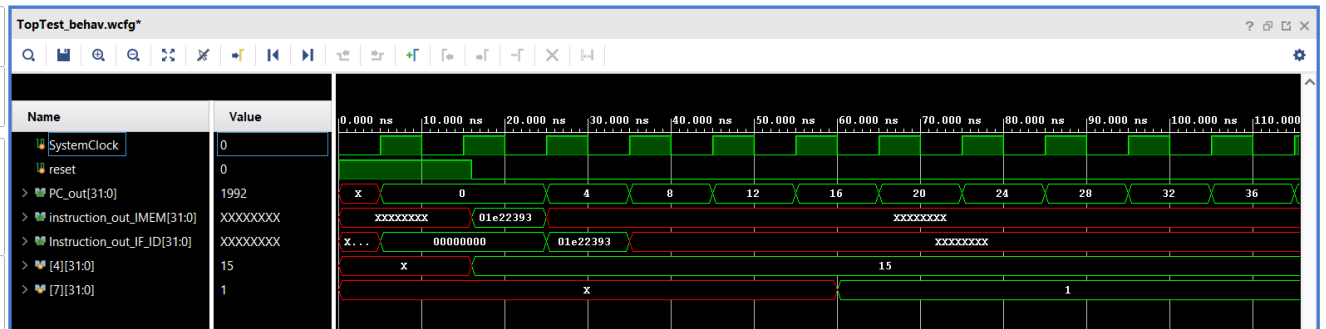 TopTest_behav.wcfg*
Name Value
0.000 ns 10.000 ns 20.000 ns 30.000 ns 40.000 ns 50.000 ns 60.000 ns 70.000 ns 80.000 ns 90.000 ns 100.000 ns 110.000
SystemClock 0
reset 0
PC_out[31:0] 1992 X 0 4 8 12 16 20 24 28 32 36
instruction_out_IMEM[31:0] XXXXXXXX XXXXXXXX 01e22393 XXXXXXXX
Instruction_out_IF_ID[31:0] XXXXXXXX X... 00000000 01e22393 XXXXXXXX
[4][31:0] 15 X 15
[7][31:0] 1 X 1